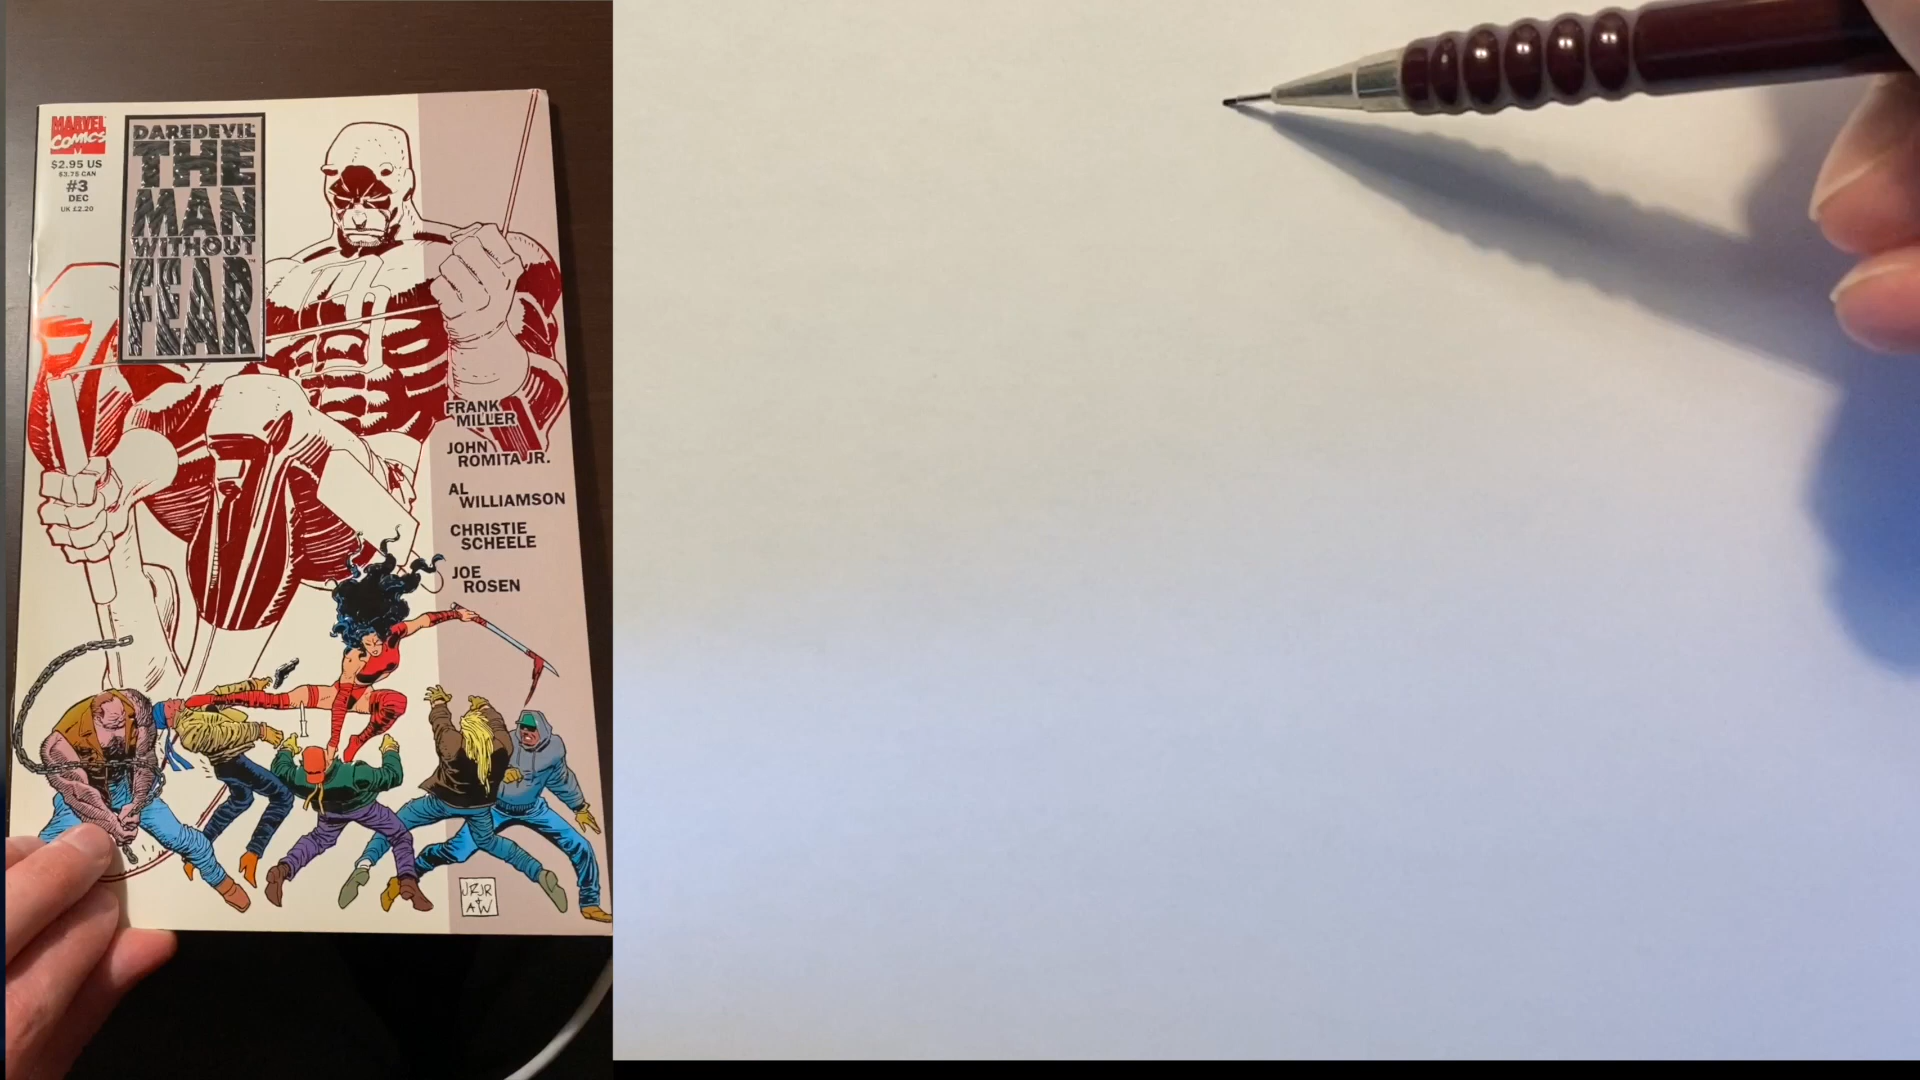 MARVEL
COMICS
$2.95 US
$3.75 CAN
#3
DEC
UK £2.20
DAREDEVIL
THE
MAN
WITHOUT
FEAR
FRANK
MILLER
JOHN
ROMITA JR.
AL
WILLIAMSON
CHRISTIE
SCHEELE
JOE
ROSEN
JRJR
+
AW